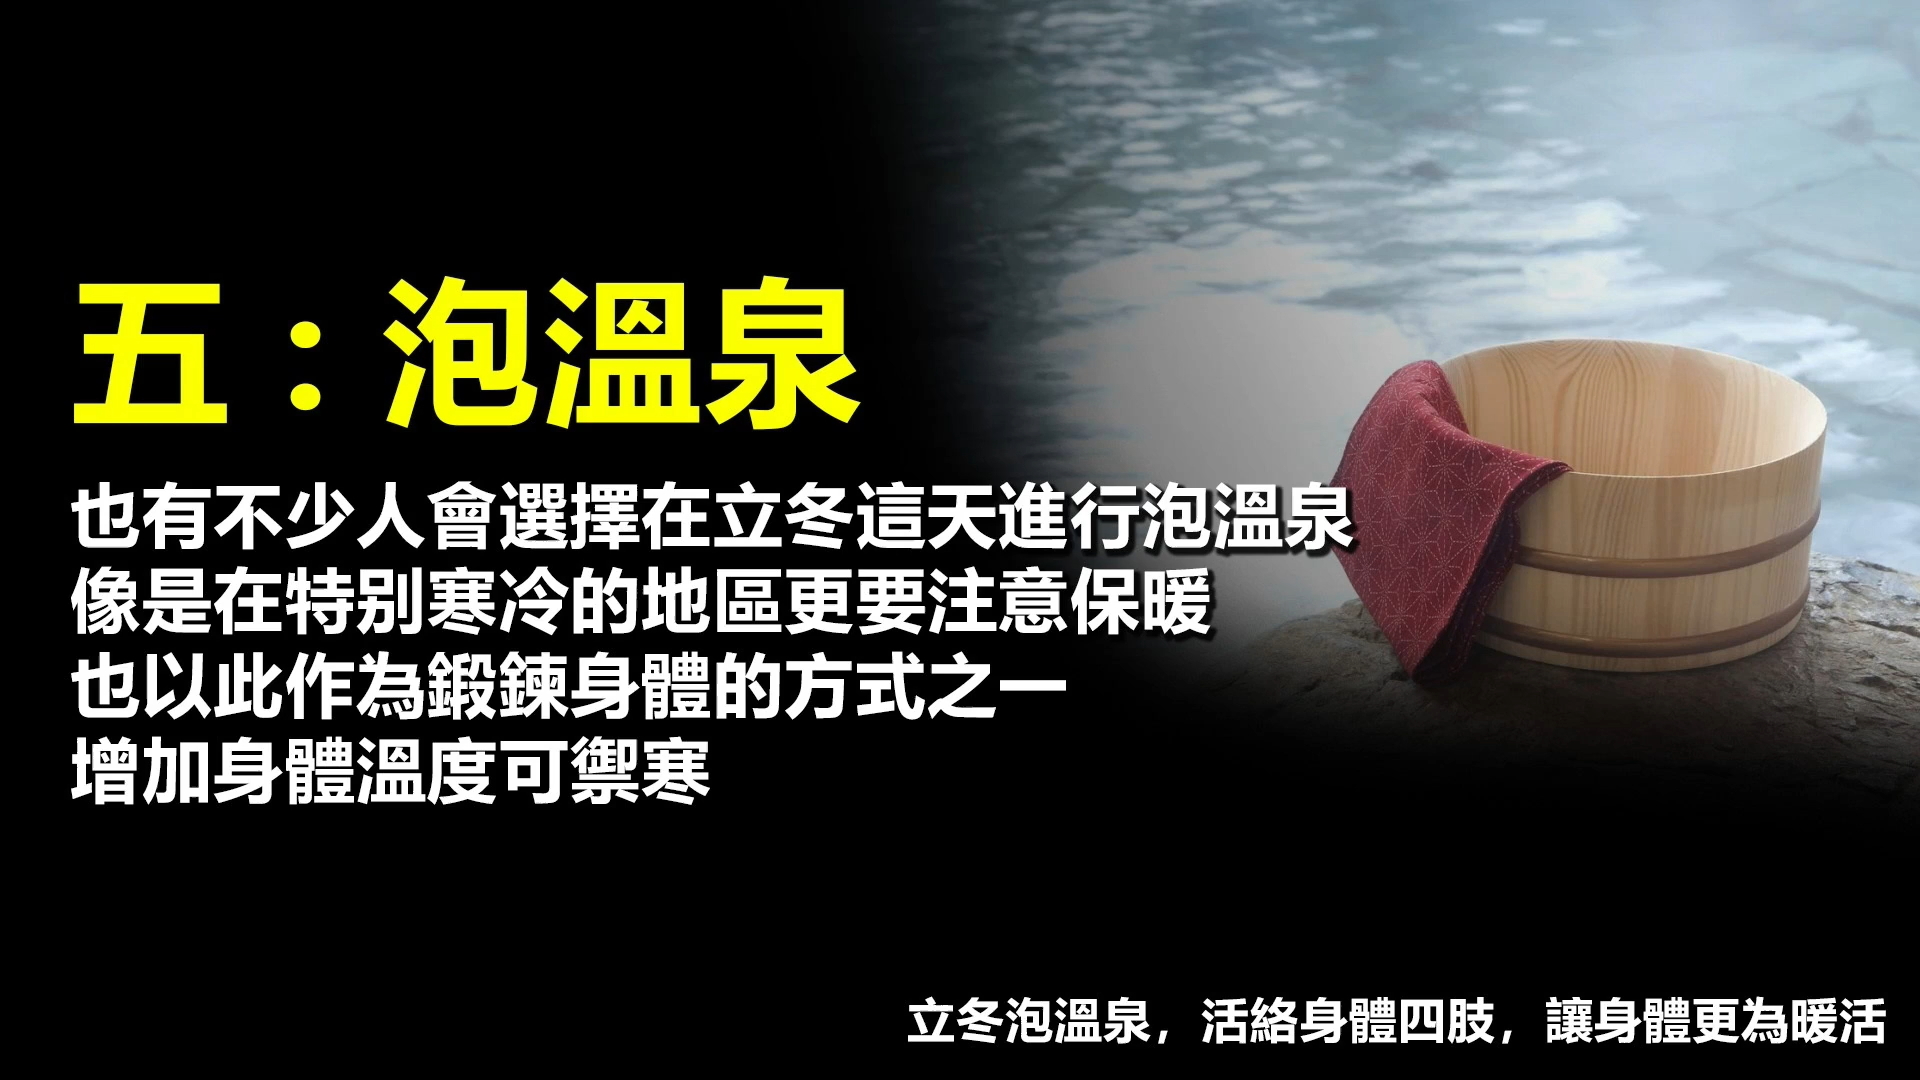 五：泡溫泉
也有不少人會選擇在立冬這天進行泡溫泉
像是在特別寒冷的地區更要注意保暖
也以此作為鍛鍊身體的方式之一
增加身體溫度可禦寒
立冬泡溫泉，活絡身體四肢，讓身體更為暖活